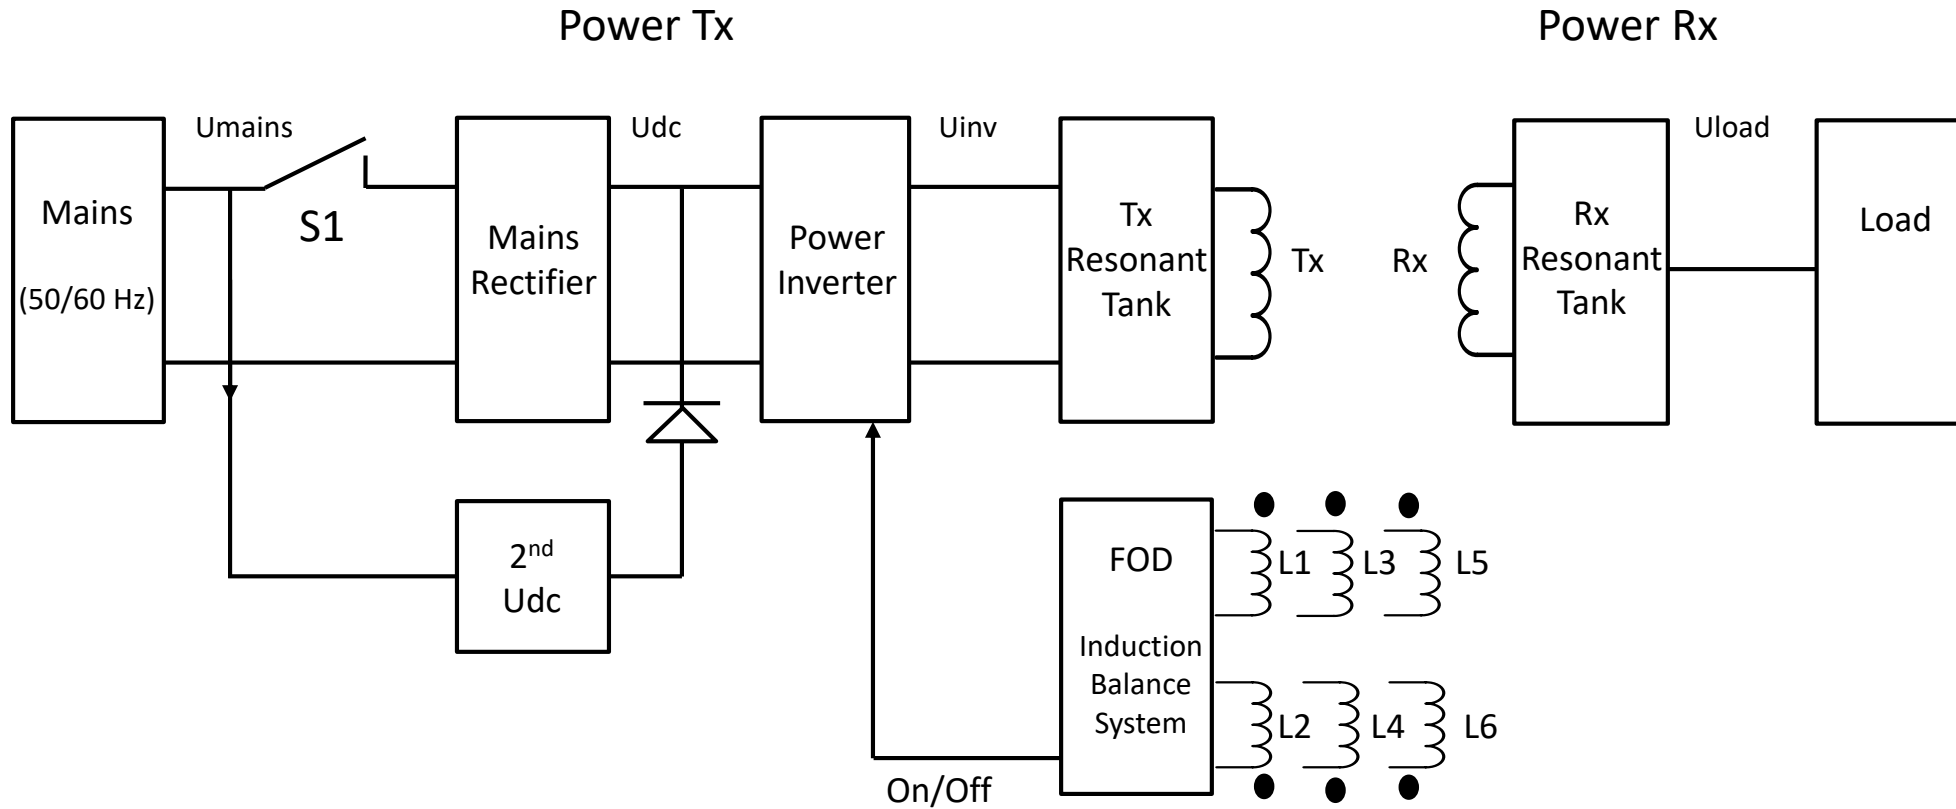 Power Tx
Power Rx
Umains
Udc
Uinv
Uload
Mains
(50/60 Hz)
S1
Mains
Rectifier
Power
Inverter
Tx
Resonant
Tank
Tx
Rx
Rx
Resonant
Tank
Load
2nd
Udc
FOD
Induction
Balance
System
L1
L3
L5
L2
L4
L6
On/Off